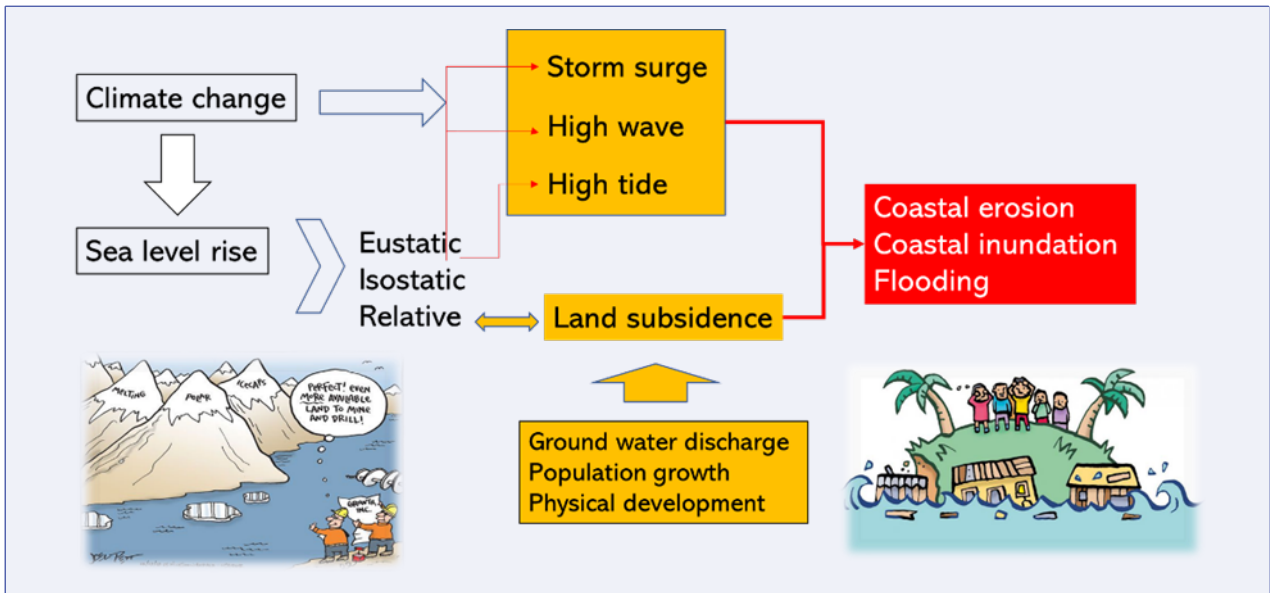 Climate change
Sea level rise
Eustatic
Isostatic
Relative
Storm surge
High wave
High tide
Land subsidence
Ground water discharge
Population growth
Physical development
Coastal erosion
Coastal inundation
Flooding
MELTING
POLAR
ICECAPS
PERFECT! EVEN
MORE AVAILABLE
LAND TO MINE
AND DRILL!
INC.